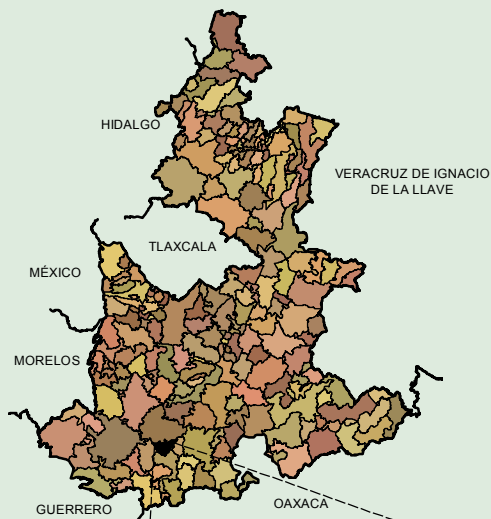 HIDALGO
VERACRUZ DE IGNACIO
DE LA LLAVE
TLAXCALA
MÉXICO
MORELOS
GUERRERO
OAXACA